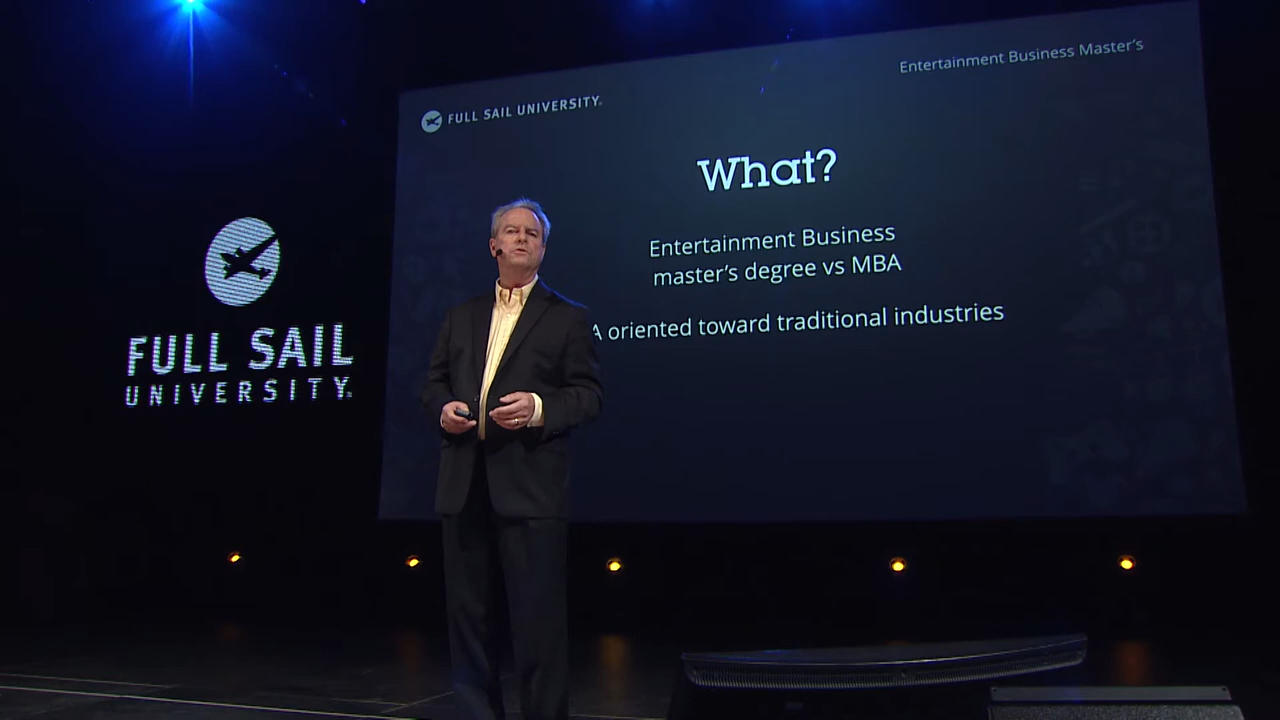 Entertainment Business Master's
FULL SAIL UNIVERSITY.
What?
Entertainment Business
master's degree vs MBA
A oriented toward traditional industries
FULL SAIL
UNIVERSITY.